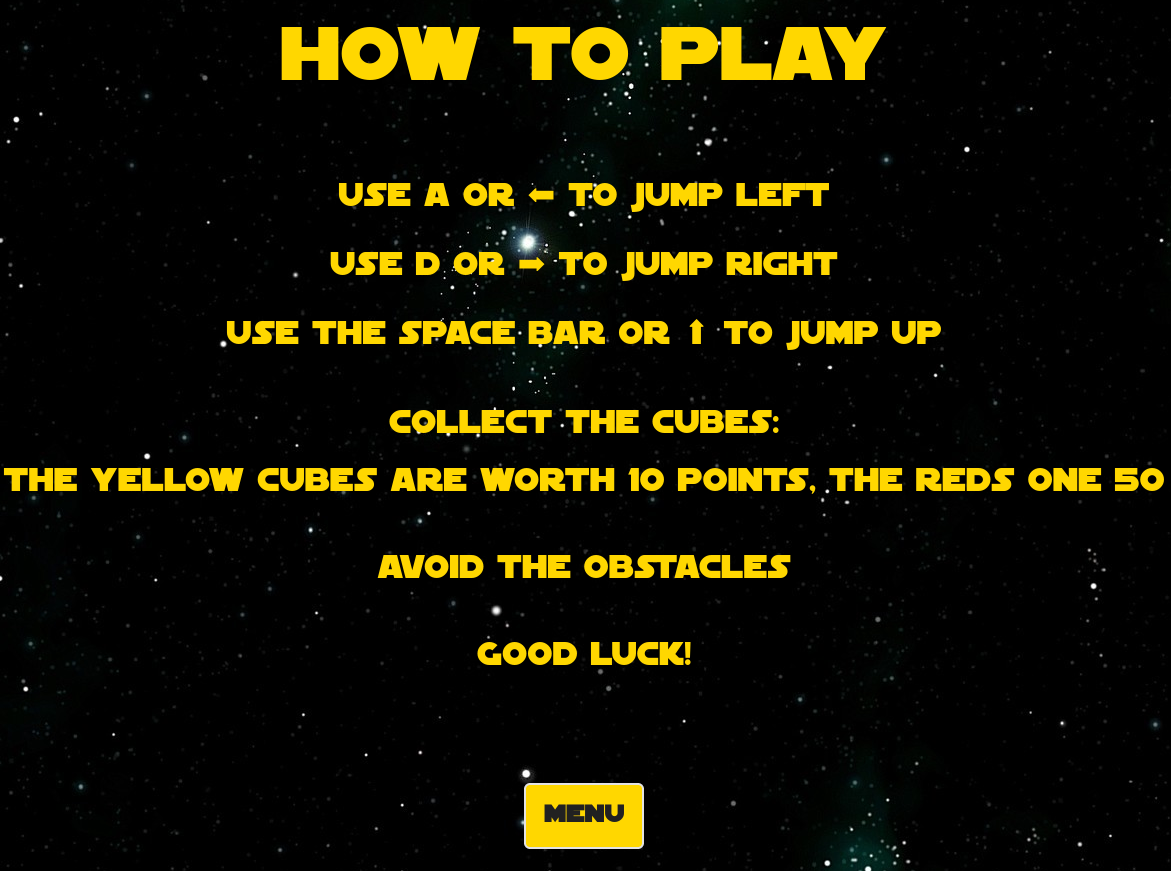 HOW TO PLAY
USE A OR ⬅ TO JUMP LEFT
USE D OR ➡ TO JUMP RIGHT
USE THE SPACE BAR OR ⬆ TO JUMP UP
COLLECT THE CUBES:
THE YELLOW CUBES ARE WORTH 10 POINTS, THE REDS ONE 50
AVOID THE OBSTACLES
GOOD LUCK!
MENU